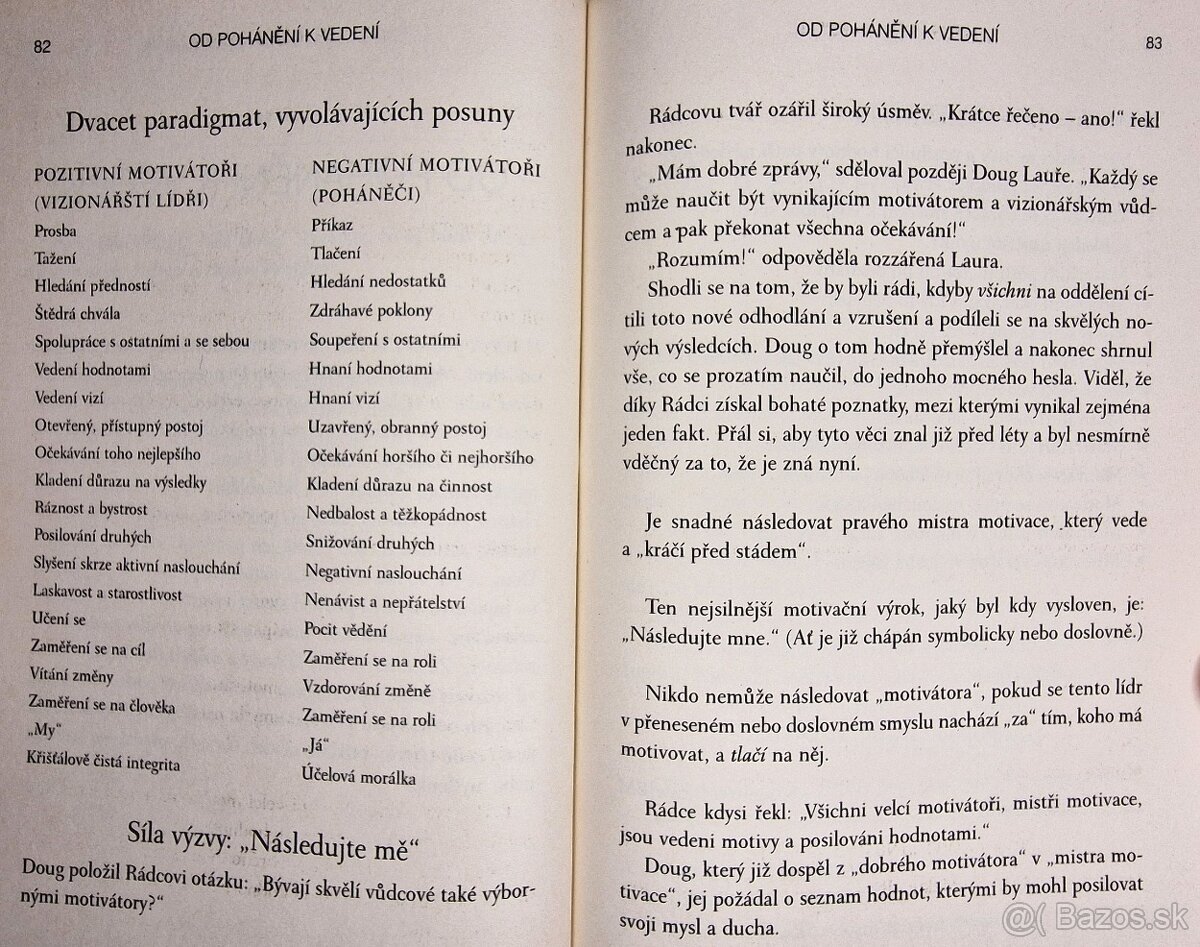 82
OD POHÁNĚNÍ K VEDENÍ
Dvacet paradigmat, vyvolávajících posuny
POZITIVNÍ MOTIVÁTOŘI
(VIZIONÁŘŠTÍ LÍDŘI)
Prosba
Tažení
Hledání předností
Štědrá chvála
Spolupráce s ostatními a se sebou
Vedení hodnotami
Vedení vizí
Otevřený, přístupný postoj
Očekávání toho nejlepšího
Kladení důrazu na výsledky
Ráznost a bystrost
Posilování druhých
Slyšení skrze aktivní naslouchání
Laskavost a starostlivost
Učení se
Zaměření se na cíl
Vítání změny
Zaměření se na člověka
„My“
Křišťálově čistá integrita
NEGATIVNÍ MOTIVÁTOŘI
(POHÁNĚČI)
Příkaz
Tlačení
Hledání nedostatků
Zdráhavé poklony
Soupeření s ostatními
Hnaní hodnotami
Hnaní vizí
Uzavřený, obranný postoj
Očekávání horšího či nejhoršího
Kladení důrazu na činnost
Nedbalost a těžkopádnost
Snižování druhých
Negativní naslouchání
Nenávist a nepřátelství
Pocit vědění
Zaměření se na roli
Vzdorování změně
Zaměření se na roli
„Já“
Účelová morálka
Síla výzvy: „Následujte mě“
Doug položil Rádcovi otázku: „Bývají skvělí vůdcové také výbor-
nými motivátory?“
OD POHÁNĚNÍ K VEDENÍ
83
Rádcovu tvář ozářil široký úsměv. „Krátce řečeno – ano!“ řekl
nakonec.
„Mám dobré zprávy,“ sděloval později Doug Lauře. „Každý se
může naučit být vynikajícím motivátorem a vizionářským vůd-
cem a pak překonat všechna očekávání!“
„Rozumím!“ odpověděla rozzářená Laura.
Shodli se na tom, že by byli rádi, kdyby všichni na oddělení cí-
tili toto nové odhodlání a vzrušení a podíleli se na skvělých no-
vých výsledcích. Doug o tom hodně přemýšlel a nakonec shrnul
vše, co se prozatím naučil, do jednoho mocného hesla. Viděl, že
díky Rádci získal bohaté poznatky, mezi kterými vynikal zejména
jeden fakt. Přál si, aby tyto věci znal již před léty a byl nesmírně
vděčný za to, že je zná nyní.
Je snadné následovat pravého mistra motivace, který vede
a „kráčí před stádem“.
Ten nejsilnější motivační výrok, jaký byl kdy vysloven, je:
„Následujte mne.“ (Ať je již chápán symbolicky nebo doslovně.)
Nikdo nemůže následovat „motivátora“, pokud se tento lídr
v přeneseném nebo doslovném smyslu nachází „za“ tím, koho má
motivovat, a tlačí na něj.
Rádce kdysi řekl: „Všichni velcí motivátoři, mistři motivace,
jsou vedeni motivy a posilováni hodnotami.“
Doug, který již dospěl z „dobrého motivátora“ v „mistra mo-
tivace“, jej požádal o seznam hodnot, kterými by mohl posilovat
svoji mysl a ducha.
@( Bazos.sk